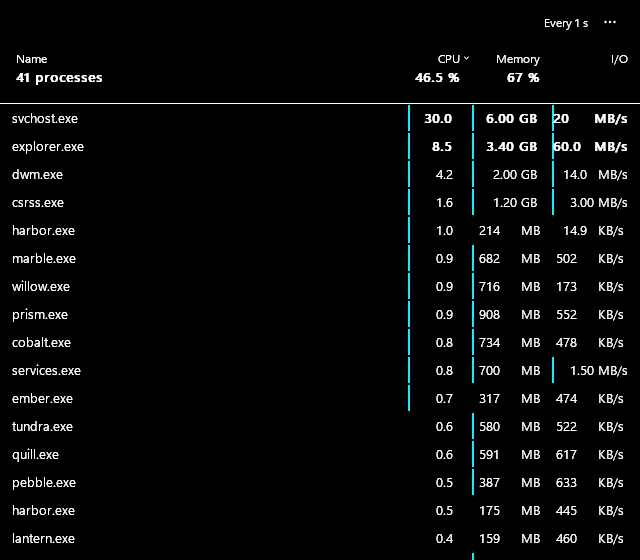 Every 1 s ···
Name CPU Memory I/O
41 processes 46.5 % 67 %
svchost.exe 30.0 6.00 GB 20 MB/s
explorer.exe 8.5 3.40 GB 60.0 MB/s
dwm.exe 4.2 2.00 GB 14.0 MB/s
csrss.exe 1.6 1.20 GB 3.00 MB/s
harbor.exe 1.0 214 MB 14.9 KB/s
marble.exe 0.9 682 MB 502 KB/s
willow.exe 0.9 716 MB 173 KB/s
prism.exe 0.9 908 MB 552 KB/s
cobalt.exe 0.8 734 MB 478 KB/s
services.exe 0.8 700 MB 1.50 MB/s
ember.exe 0.7 317 MB 474 KB/s
tundra.exe 0.6 580 MB 522 KB/s
quill.exe 0.6 591 MB 617 KB/s
pebble.exe 0.5 387 MB 633 KB/s
harbor.exe 0.5 175 MB 445 KB/s
lantern.exe 0.4 159 MB 460 KB/s